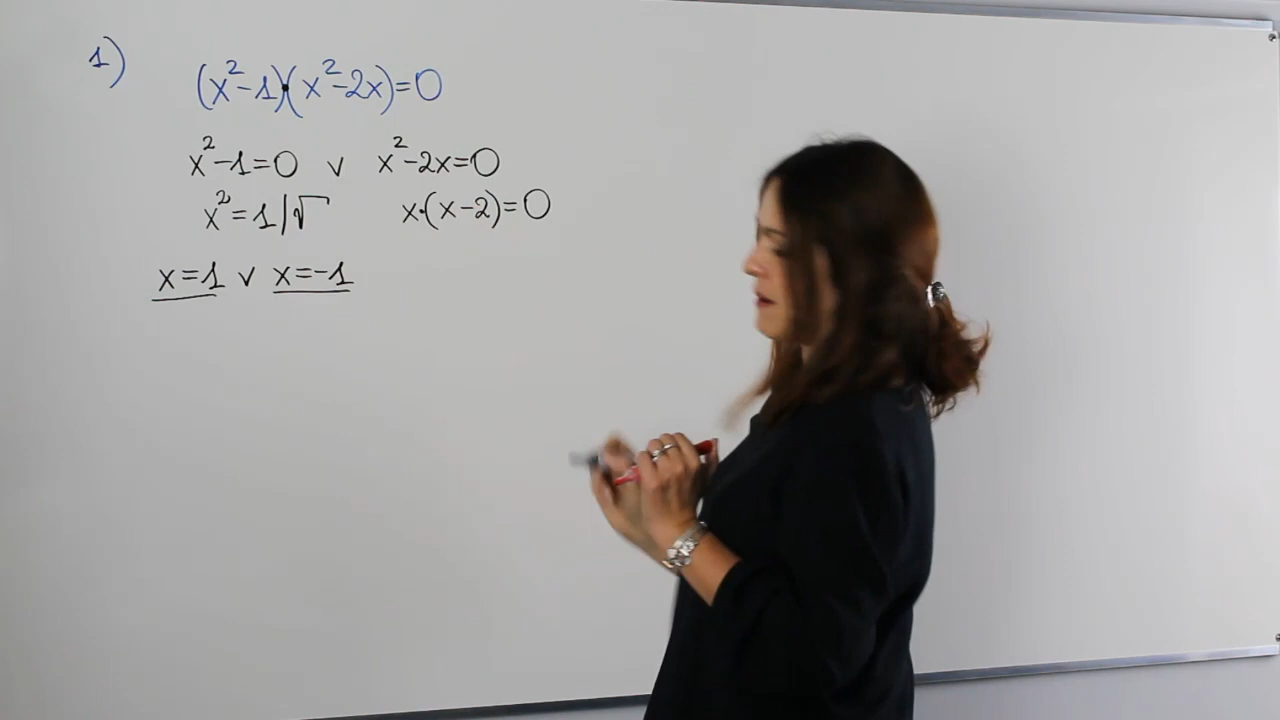 1) (x²-1)·(x²-2x)=0
x²-1=0 ∨ x²-2x=0
x²=1/√ x·(x-2)=0
x=1 ∨ x=-1